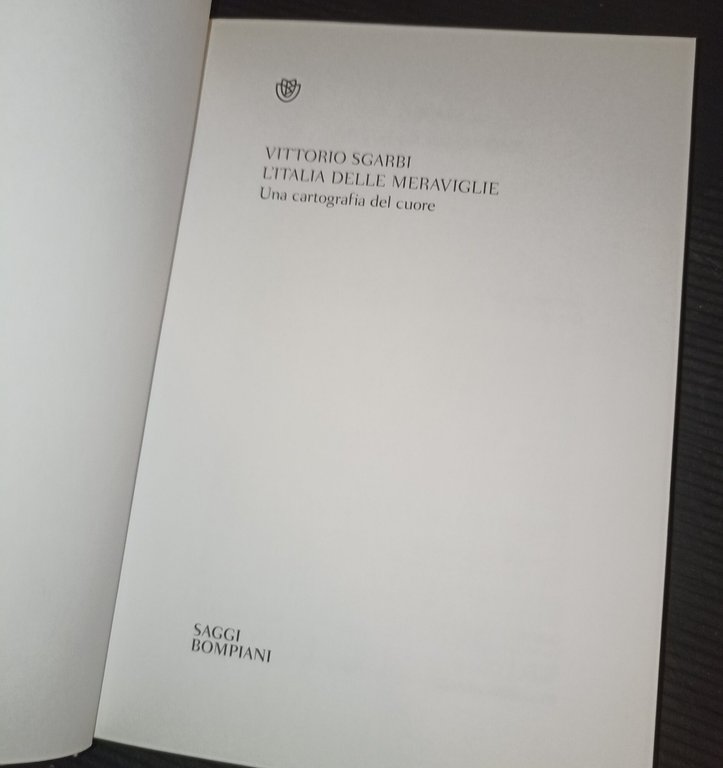 VITTORIO SGARBI
L'ITALIA DELLE MERAVIGLIE
Una cartografia del cuore
SAGGI
BOMPIANI